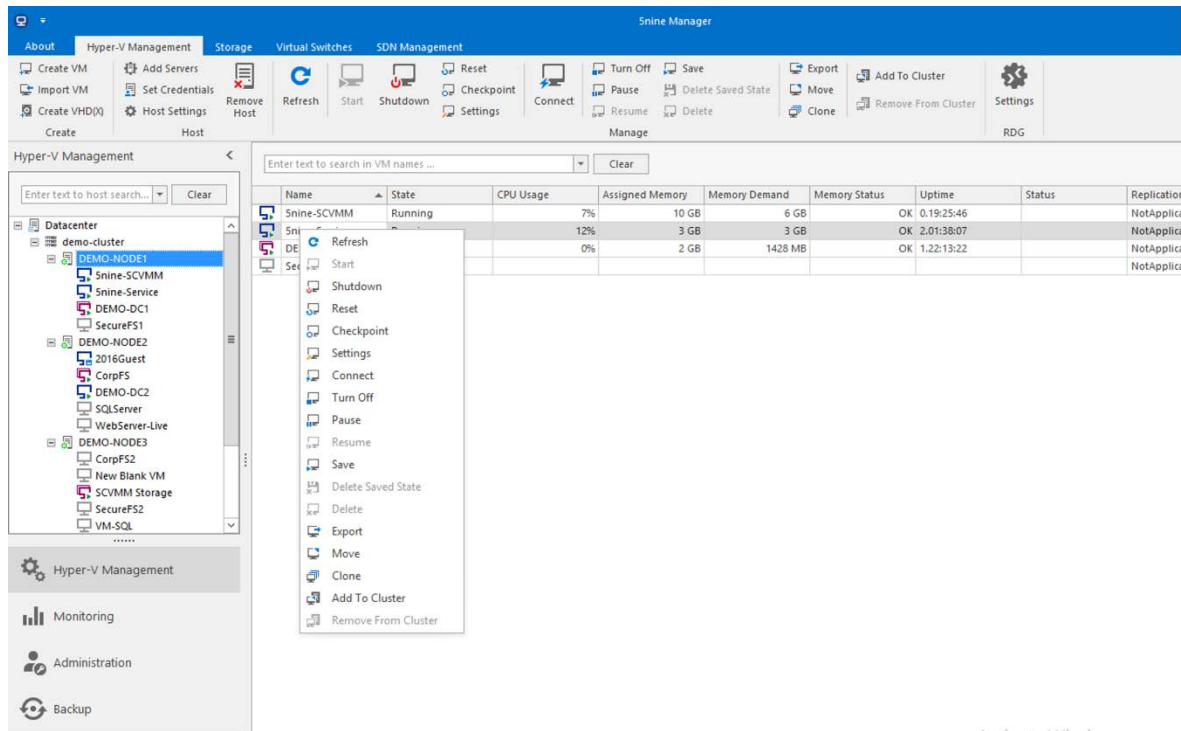 5nine Manager
About Hyper-V Management Storage Virtual Switches SDN Management
Create VM Add Servers Reset Turn Off Save Export Add To Cluster
Import VM Set Credentials Remove Host Refresh Start Shutdown Checkpoint Connect Pause Delete Saved State Move Settings
Create VHD(X) Host Settings Settings Resume Delete Clone Remove From Cluster
Create Host Manage RDG
Hyper-V Management
Enter text to search in VM names ... Clear
Enter text to host search... Clear
Name State CPU Usage Assigned Memory Memory Demand Memory Status Uptime Status Replication
5nine-SCVMM Running 7% 10 GB 6 GB OK 0.19:25:46 NotApplica
12% 3 GB 3 GB OK 2.01:38:07 NotApplica
DE 0% 2 GB 1428 MB OK 1.22:13:22 NotApplica
Sec NotApplica
Datacenter
demo-cluster
DEMO-NODE1
5nine-SCVMM
5nine-Service
DEMO-DC1
SecureFS1
DEMO-NODE2
2016Guest
CorpFS
DEMO-DC2
SQLServer
WebServer-Live
DEMO-NODE3
CorpFS2
New Blank VM
SCVMM Storage
SecureFS2
VM-SQL
Refresh
Start
Shutdown
Reset
Checkpoint
Settings
Connect
Turn Off
Pause
Resume
Save
Delete Saved State
Delete
Export
Move
Clone
Add To Cluster
Remove From Cluster
Hyper-V Management
Monitoring
Administration
Backup